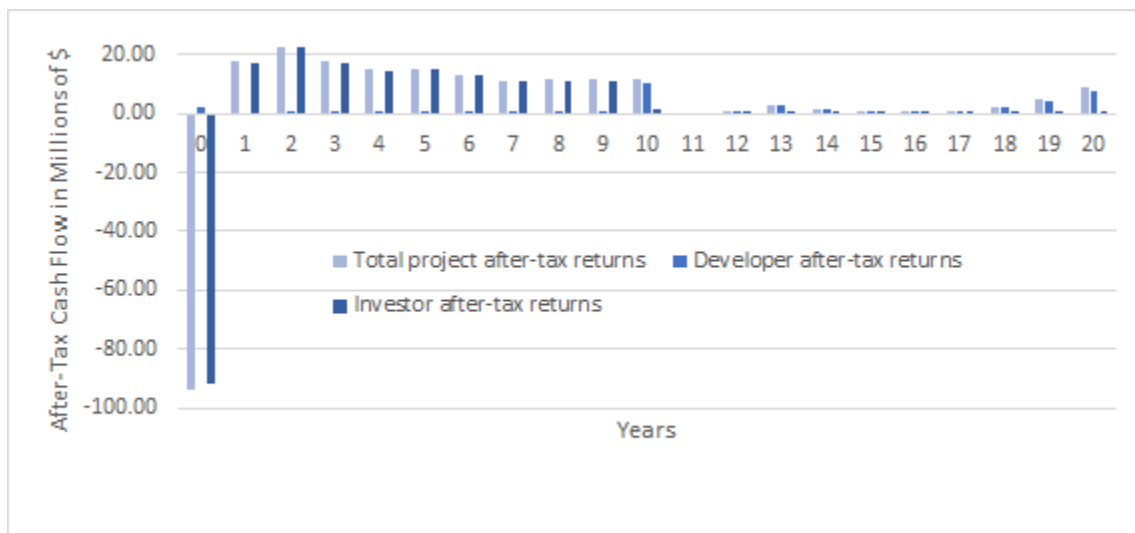 After-Tax Cash Flow in Millions of $
20.00
0.00
-20.00
-40.00
-60.00
-80.00
-100.00
0 1 2 3 4 5 6 7 8 9 10 11 12 13 14 15 16 17 18 19 20
Total project after-tax returns Developer after-tax returns
Investor after-tax returns
Years